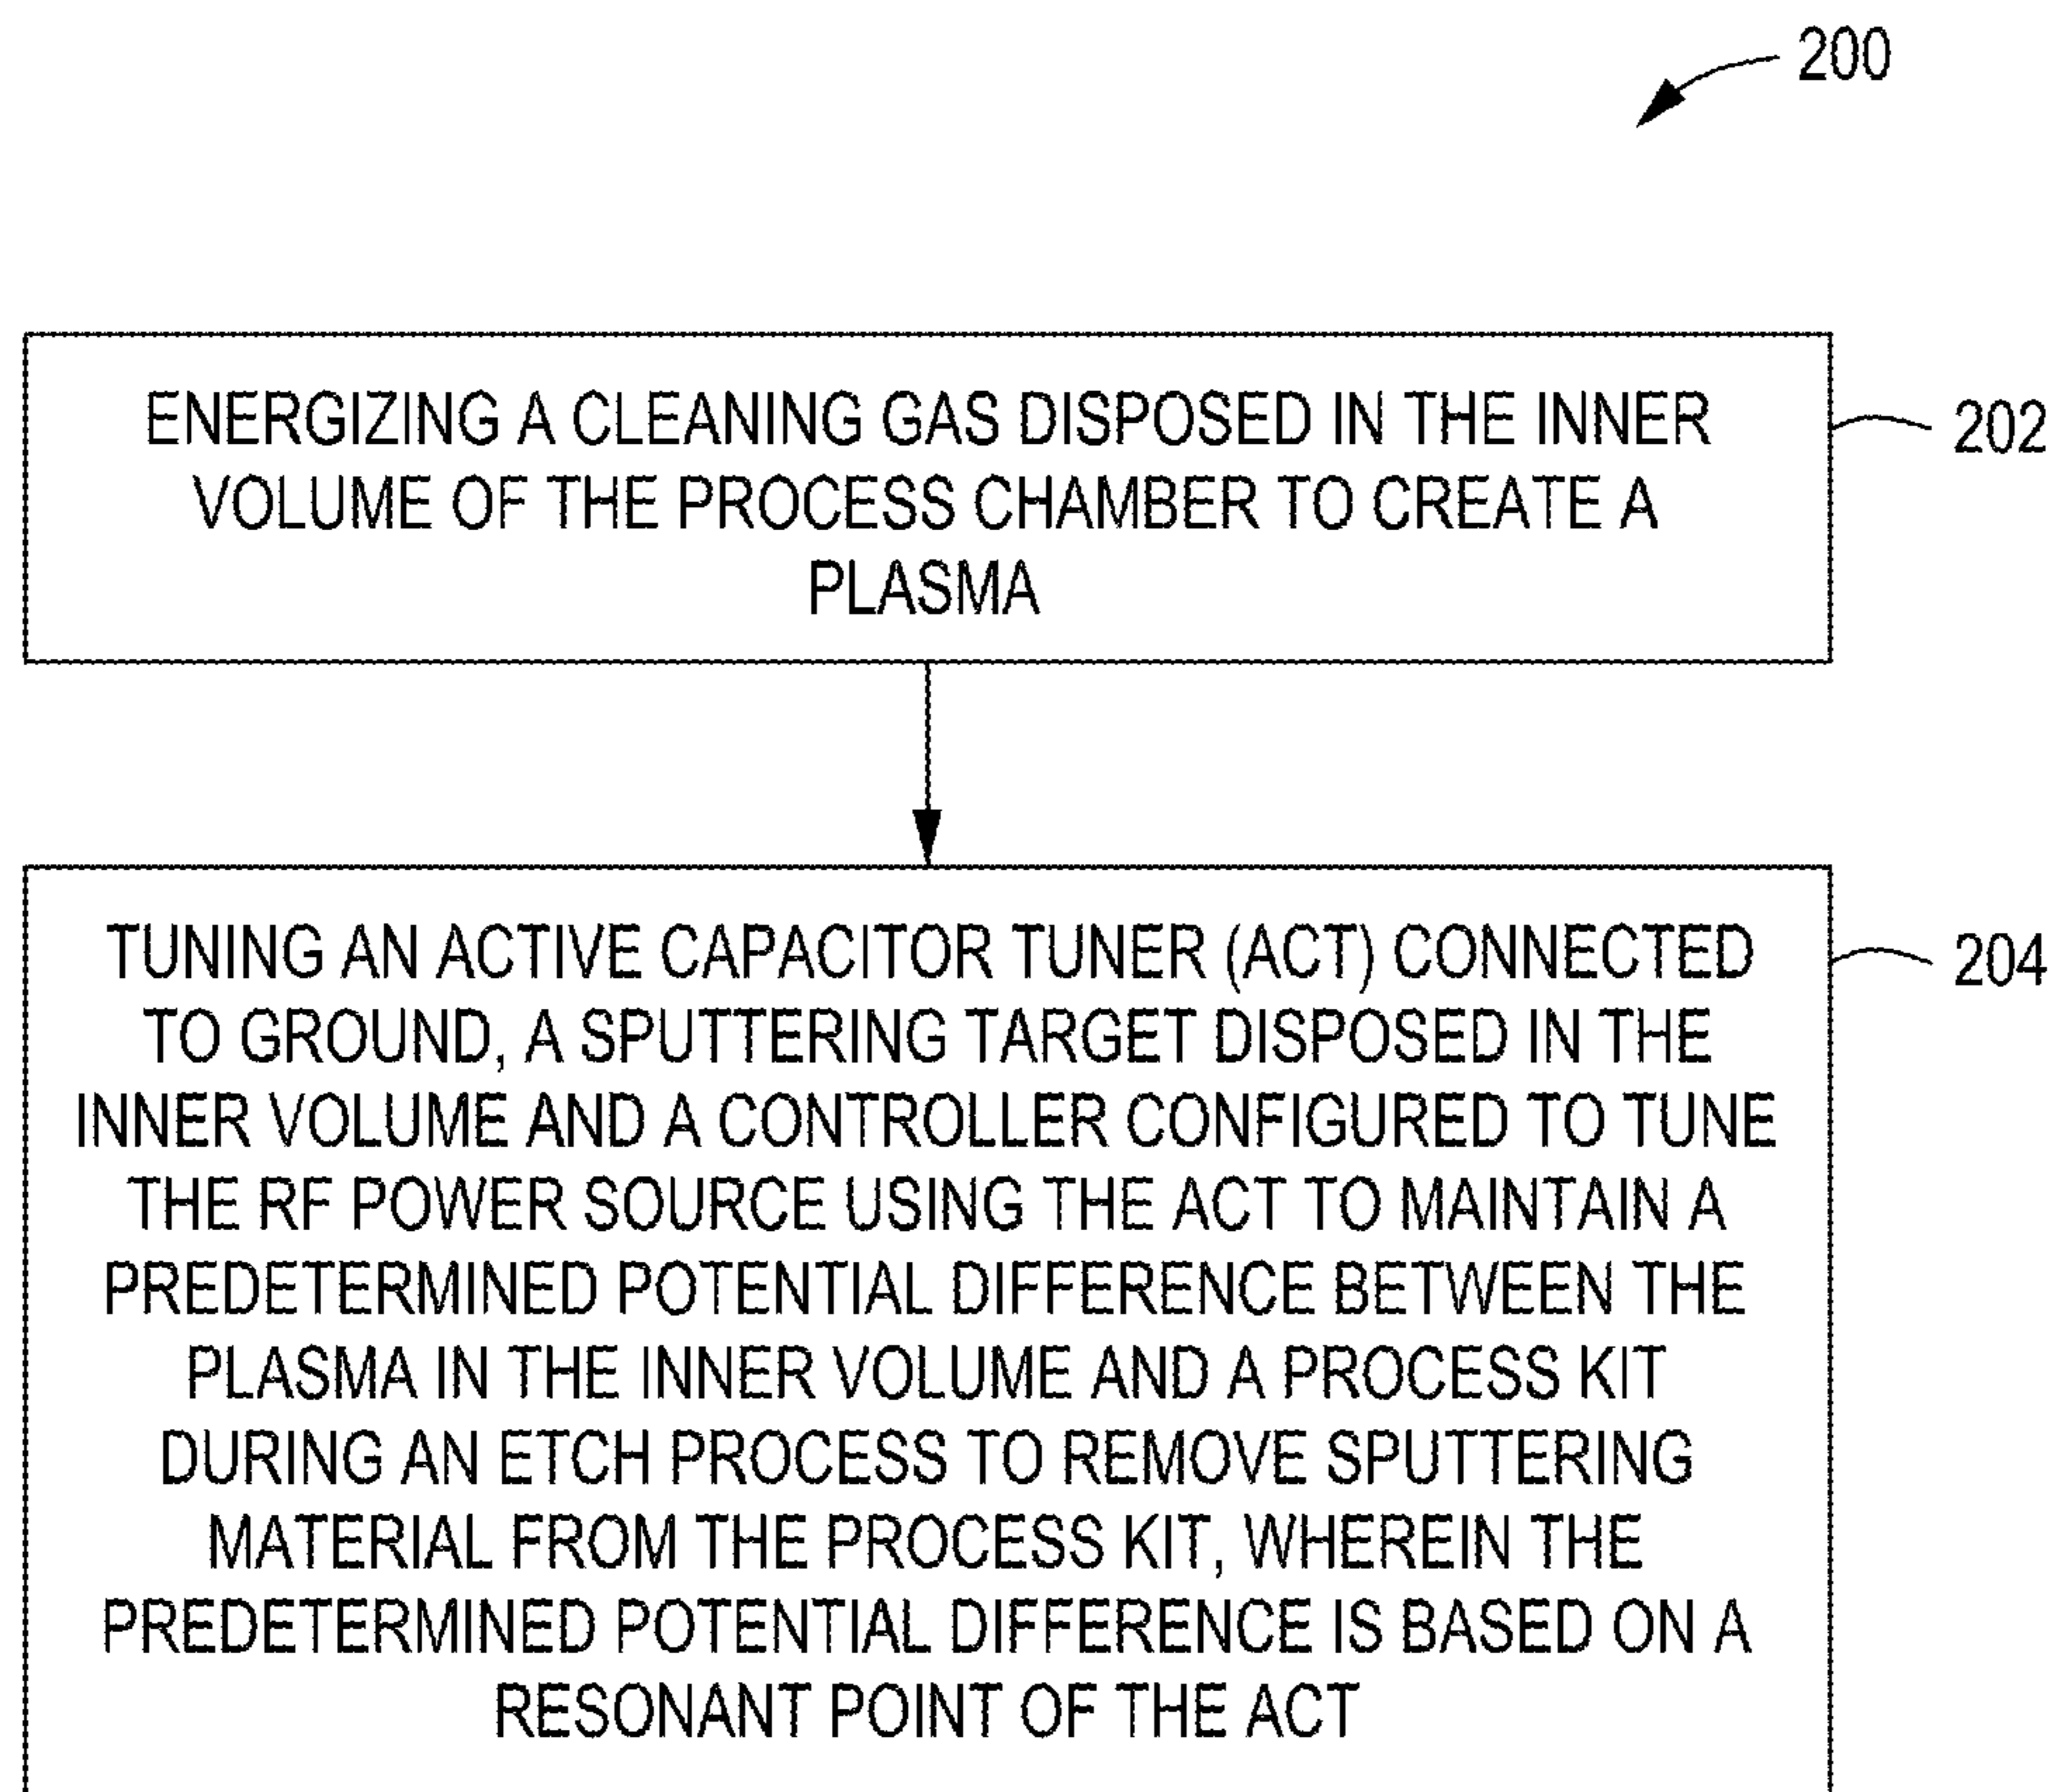 200
ENERGIZING A CLEANING GAS DISPOSED IN THE INNER
VOLUME OF THE PROCESS CHAMBER TO CREATE A
PLASMA
202
TUNING AN ACTIVE CAPACITOR TUNER (ACT) CONNECTED
TO GROUND, A SPUTTERING TARGET DISPOSED IN THE
INNER VOLUME AND A CONTROLLER CONFIGURED TO TUNE
THE RF POWER SOURCE USING THE ACT TO MAINTAIN A
PREDETERMINED POTENTIAL DIFFERENCE BETWEEN THE
PLASMA IN THE INNER VOLUME AND A PROCESS KIT
DURING AN ETCH PROCESS TO REMOVE SPUTTERING
MATERIAL FROM THE PROCESS KIT, WHEREIN THE
PREDETERMINED POTENTIAL DIFFERENCE IS BASED ON A
RESONANT POINT OF THE ACT
204